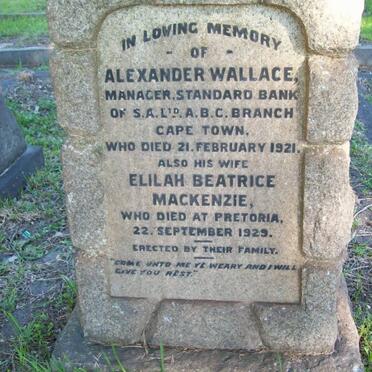 IN LOVING MEMORY
- OF -
ALEXANDER WALLACE,
MANAGER, STANDARD BANK
OF S.A. LTD. A.B.C. BRANCH
CAPE TOWN.
WHO DIED 21. FEBRUARY 1921.
ALSO HIS WIFE
ELILAH BEATRICE
MACKENZIE,
WHO DIED AT PRETORIA,
22. SEPTEMBER 1929.
ERECTED BY THEIR FAMILY.
"COME UNTO ME YE WEARY AND I WILL
GIVE YOU REST."